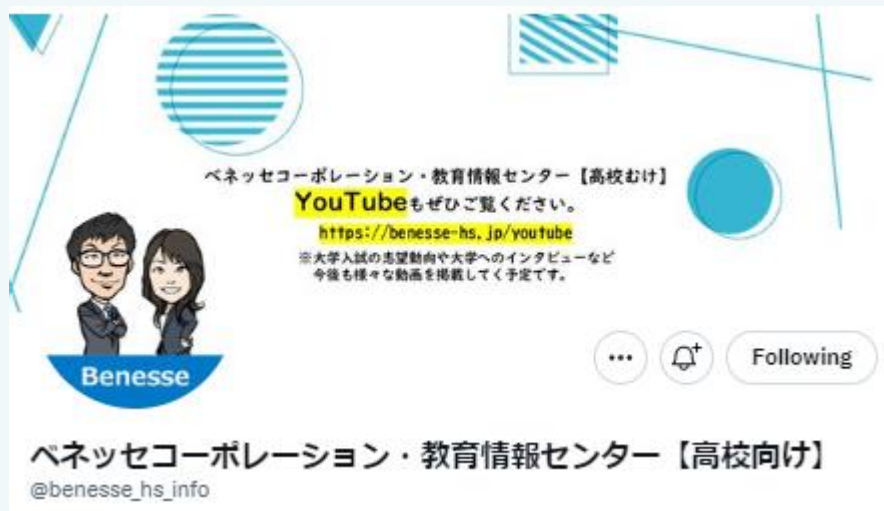 ベネッセコーポレーション・教育情報センター【高校むけ】
YouTubeもぜひご覧ください。
https://benesse-hs.jp/youtube
※大学入試の志望動向や大学へのインタビューなど
今後も様々な動画を掲載してく予定です。
Benesse
Following
ベネッセコーポレーション・教育情報センター【高校向け】
@benesse_hs_info